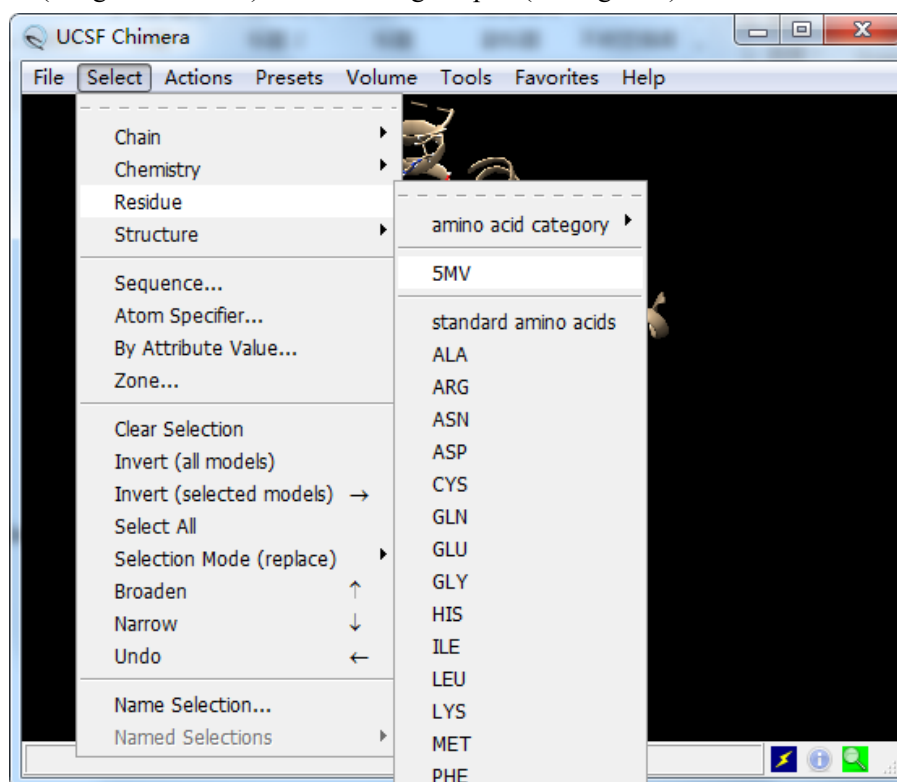 UCSF Chimera
File Select Actions Presets Volume Tools Favorites Help
Chain
Chemistry
Residue
Structure
Sequence...
Atom Specifier...
By Attribute Value...
Zone...
Clear Selection
Invert (all models)
Invert (selected models) →
Select All
Selection Mode (replace)
Broaden ↑
Narrow ↓
Undo ←
Name Selection...
Named Selections
amino acid category
5MV
standard amino acids
ALA
ARG
ASN
ASP
CYS
GLN
GLU
GLY
HIS
ILE
LEU
LYS
MET
PHE